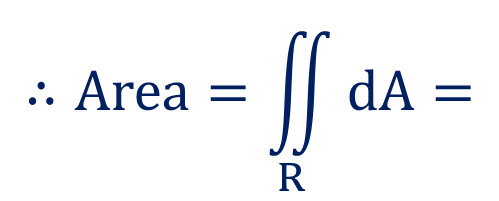 ∴ Area = ∬ dA =
R